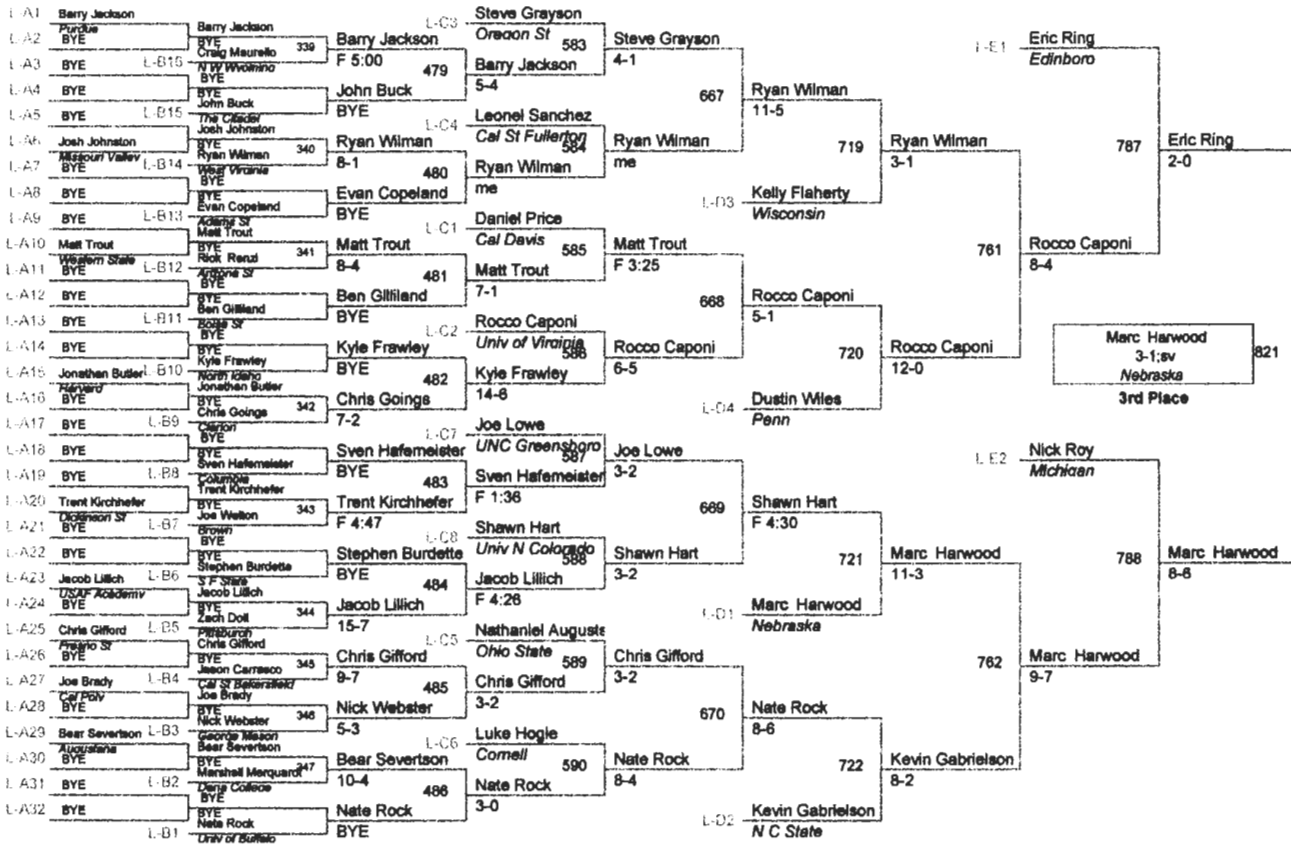 L-A1 Barry Jackson
Purdue
L-A2 BYE
L-A3 BYE
L-A4 BYE
L-A5 BYE
L-A6 Josh Johnston
Missouri Valley
L-A7 BYE
L-A8 BYE
L-A9 BYE
L-A10 Matt Trout
Western State
L-A11 BYE
L-A12 BYE
L-A13 BYE
L-A14 BYE
L-A15 Jonathan Butler
Harvard
L-A16 BYE
L-A17 BYE
L-A18 BYE
L-A19 BYE
L-A20 Trent Kirchhefer
Dickinson St
L-A21 BYE
L-A22 BYE
L-A23 Jacob Lillich
USAF Academy
L-A24 BYE
L-A25 Chris Gifford
Fresno St
L-A26 BYE
L-A27 Joe Brady
Cal Poly
L-A28 BYE
L-A29 Bear Severtson
Augustana
L-A30 BYE
L-A31 BYE
L-A32 BYE
Barry Jackson
BYE
339
L-B16 Craig Maurello
N W Wyoming
BYE
BYE
L-B15 John Buck
The Citadel
Josh Johnston
BYE
340
L-B14 Ryan Wilman
West Virginia
BYE
BYE
L-B13 Evan Copeland
Adams St
Matt Trout
BYE
341
L-B12 Rick Renzi
Arizona St
BYE
BYE
L-B11 Ben Gilliland
Boise St
BYE
BYE
L-B10 Kyle Frawley
North Idaho
Jonathan Butler
BYE
342
L-B9 Chris Goings
Clarion
BYE
BYE
L-B8 Sven Hafemeister
Columbia
Trent Kirchhefer
BYE
343
L-B7 Joe Welton
Brown
BYE
BYE
L-B6 Stephen Burdette
S F State
Jacob Lillich
BYE
344
L-B5 Zach Doll
Pittsburgh
Chris Gifford
BYE
345
L-B4 Jason Carrasco
Cal St Bakersfield
Joe Brady
BYE
346
L-B3 Nick Webster
George Mason
Bear Severtson
BYE
347
L-B2 Marshall Marquardt
Dana College
BYE
BYE
L-B1 Nate Rock
Univ of Buffalo
Barry Jackson
F 5:00
479
John Buck
BYE
Ryan Wilman
8-1
480
Evan Copeland
BYE
Matt Trout
8-4
481
Ben Gilliland
BYE
Kyle Frawley
BYE
482
Chris Goings
7-2
Sven Hafemeister
BYE
483
Trent Kirchhefer
F 4:47
Stephen Burdette
BYE
484
Jacob Lillich
15-7
Chris Gifford
9-7
485
Nick Webster
5-3
Bear Severtson
10-4
486
Nate Rock
BYE
L-C3 Steve Grayson
Oregon St
583
Barry Jackson
5-4
L-C4 Leonel Sanchez
Cal St Fullerton
584
Ryan Wilman
me
L-C1 Daniel Price
Cal Davis
585
Matt Trout
7-1
L-C2 Rocco Caponi
Univ of Virginia
586
Kyle Frawley
14-6
L-C7 Joe Lowe
UNC Greensboro
587
Sven Hafemeister
F 1:36
L-C8 Shawn Hart
Univ N Colorado
588
Jacob Lillich
F 4:26
L-C5 Nathaniel Augusts
Ohio State
589
Chris Gifford
3-2
L-C6 Luke Hogle
Cornell
590
Nate Rock
3-0
Steve Grayson
4-1
667
Ryan Wilman
me
Matt Trout
F 3:25
668
Rocco Caponi
6-5
Joe Lowe
3-2
669
Shawn Hart
3-2
Chris Gifford
3-2
670
Nate Rock
8-4
Ryan Wilman
11-5
719
L-D3 Kelly Flaherty
Wisconsin
Rocco Caponi
5-1
720
L-D4 Dustin Wiles
Penn
Shawn Hart
F 4:30
721
L-D1 Marc Harwood
Nebraska
Nate Rock
8-6
722
L-D2 Kevin Gabrielson
N C State
Ryan Wilman
3-1
761
Rocco Caponi
12-0
Marc Harwood
11-3
762
Kevin Gabrielson
8-2
L-E1 Eric Ring
Edinboro
787
Rocco Caponi
8-4
L-E2 Nick Roy
Michigan
788
Marc Harwood
9-7
Eric Ring
2-0
Marc Harwood
3-1;sv
Nebraska
821
3rd Place
Marc Harwood
8-6